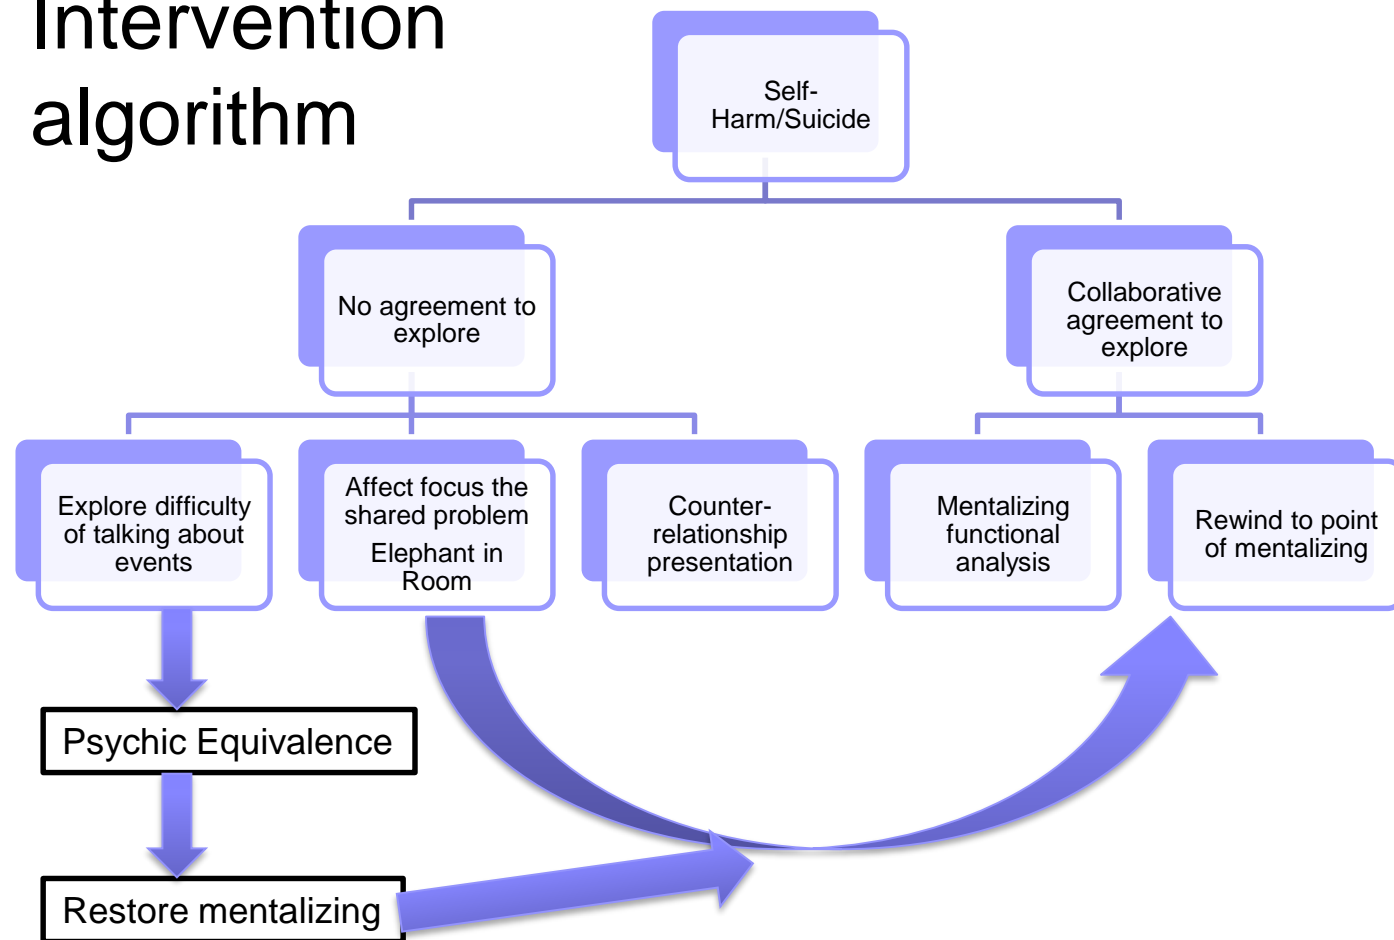 Intervention
algorithm
Self-
Harm/Suicide
No agreement to
explore
Collaborative
agreement to
explore
Explore difficulty
of talking about
events
Affect focus the
shared problem
Elephant in
Room
Counter-
relationship
presentation
Mentalizing
functional
analysis
Rewind to point
of mentalizing
Psychic Equivalence
Restore mentalizing